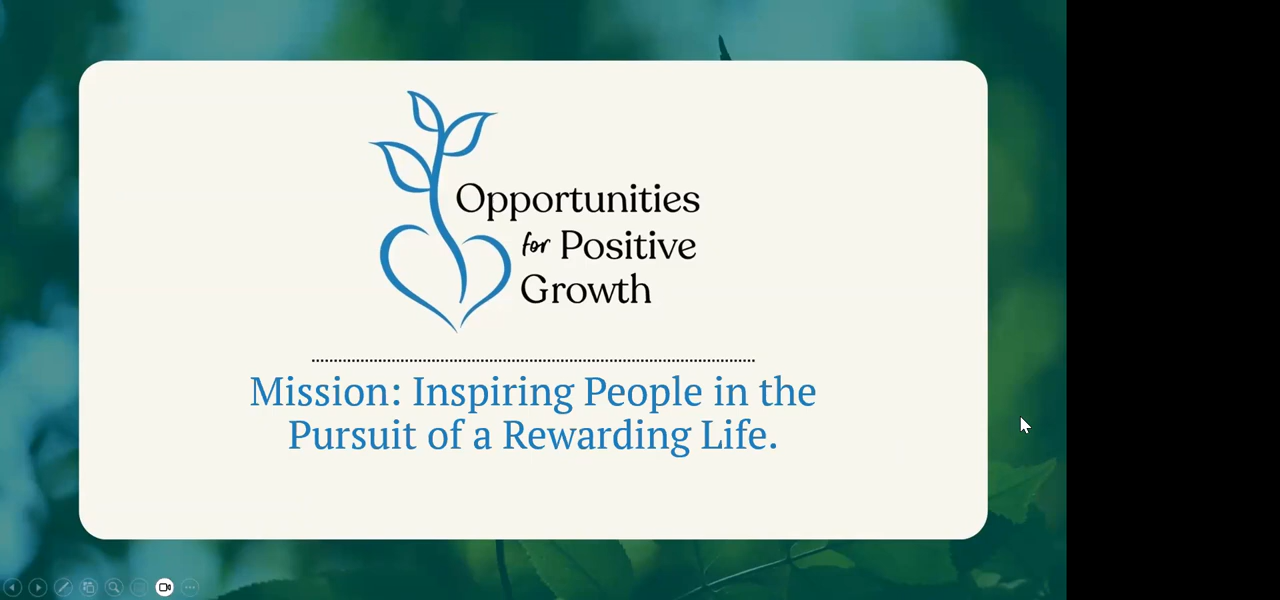 Opportunities
for Positive
Growth
Mission: Inspiring People in the
Pursuit of a Rewarding Life.